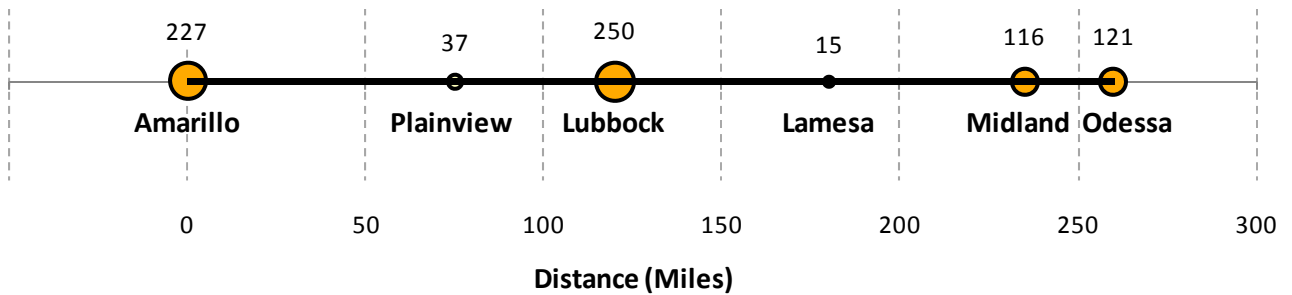 227 37 250 15 116 121
Amarillo Plainview Lubbock Lamesa Midland Odessa
0 50 100 150 200 260 300
Distance (Miles)